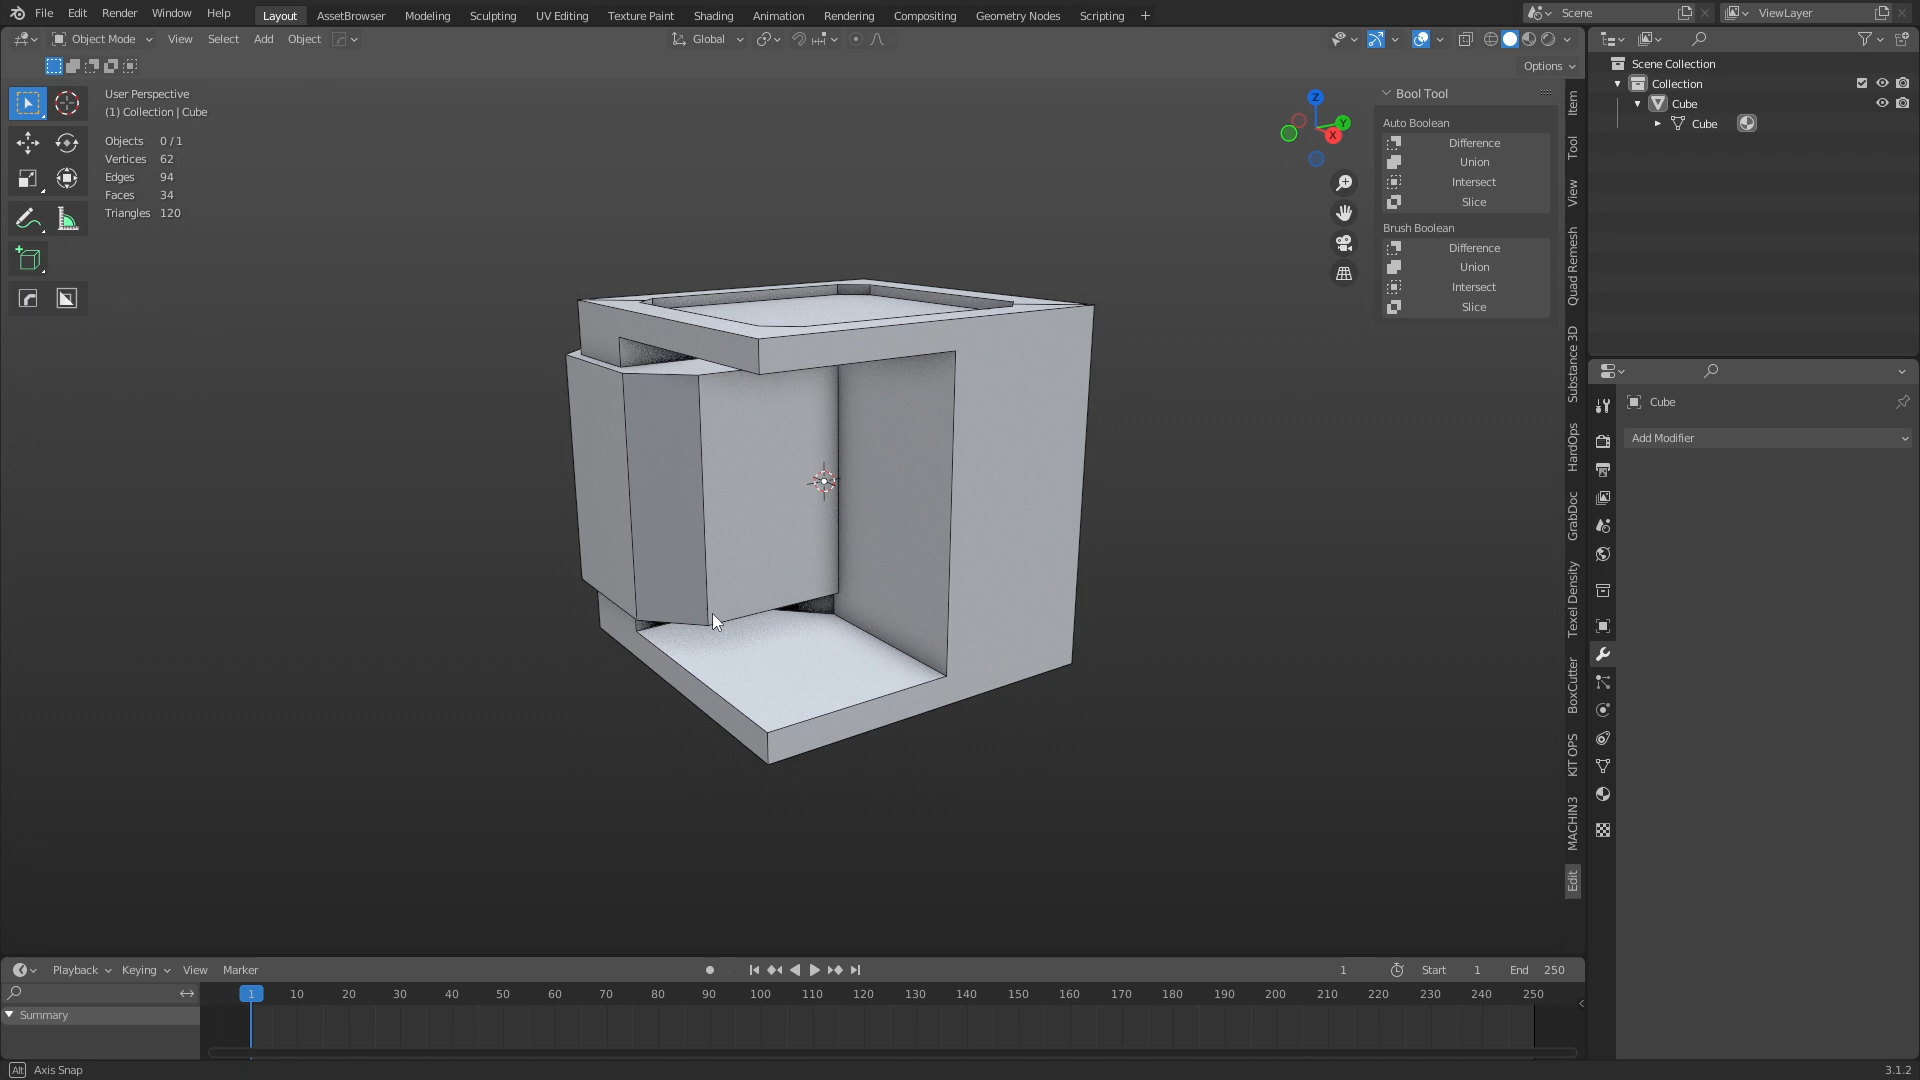 File Edit Render Window Help Layout AssetBrowser Modeling Sculpting UV Editing Texture Paint Shading Animation Rendering Compositing Geometry Nodes Scripting + Scene ViewLayer
Object Mode View Select Add Object Global
Options
User Perspective
(1) Collection | Cube
Objects 0 / 1
Vertices 62
Edges 94
Faces 34
Triangles 120
Z
Y
X
Bool Tool
Auto Boolean
Difference
Union
Intersect
Slice
Brush Boolean
Difference
Union
Intersect
Slice
Item
Tool
View
Quad Remesh
Substance 3D
HardOps
GrabDoc
Texel Density
BoxCutter
KIT OPS
MACHIN3
Edit
Scene Collection
Collection
Cube
Cube
Cube
Add Modifier
Playback Keying View Marker 1 Start 1 End 250
1 10 20 30 40 50 60 70 80 90 100 110 120 130 140 150 160 170 180 190 200 210 220 230 240 250
Summary
Alt Axis Snap 3.1.2